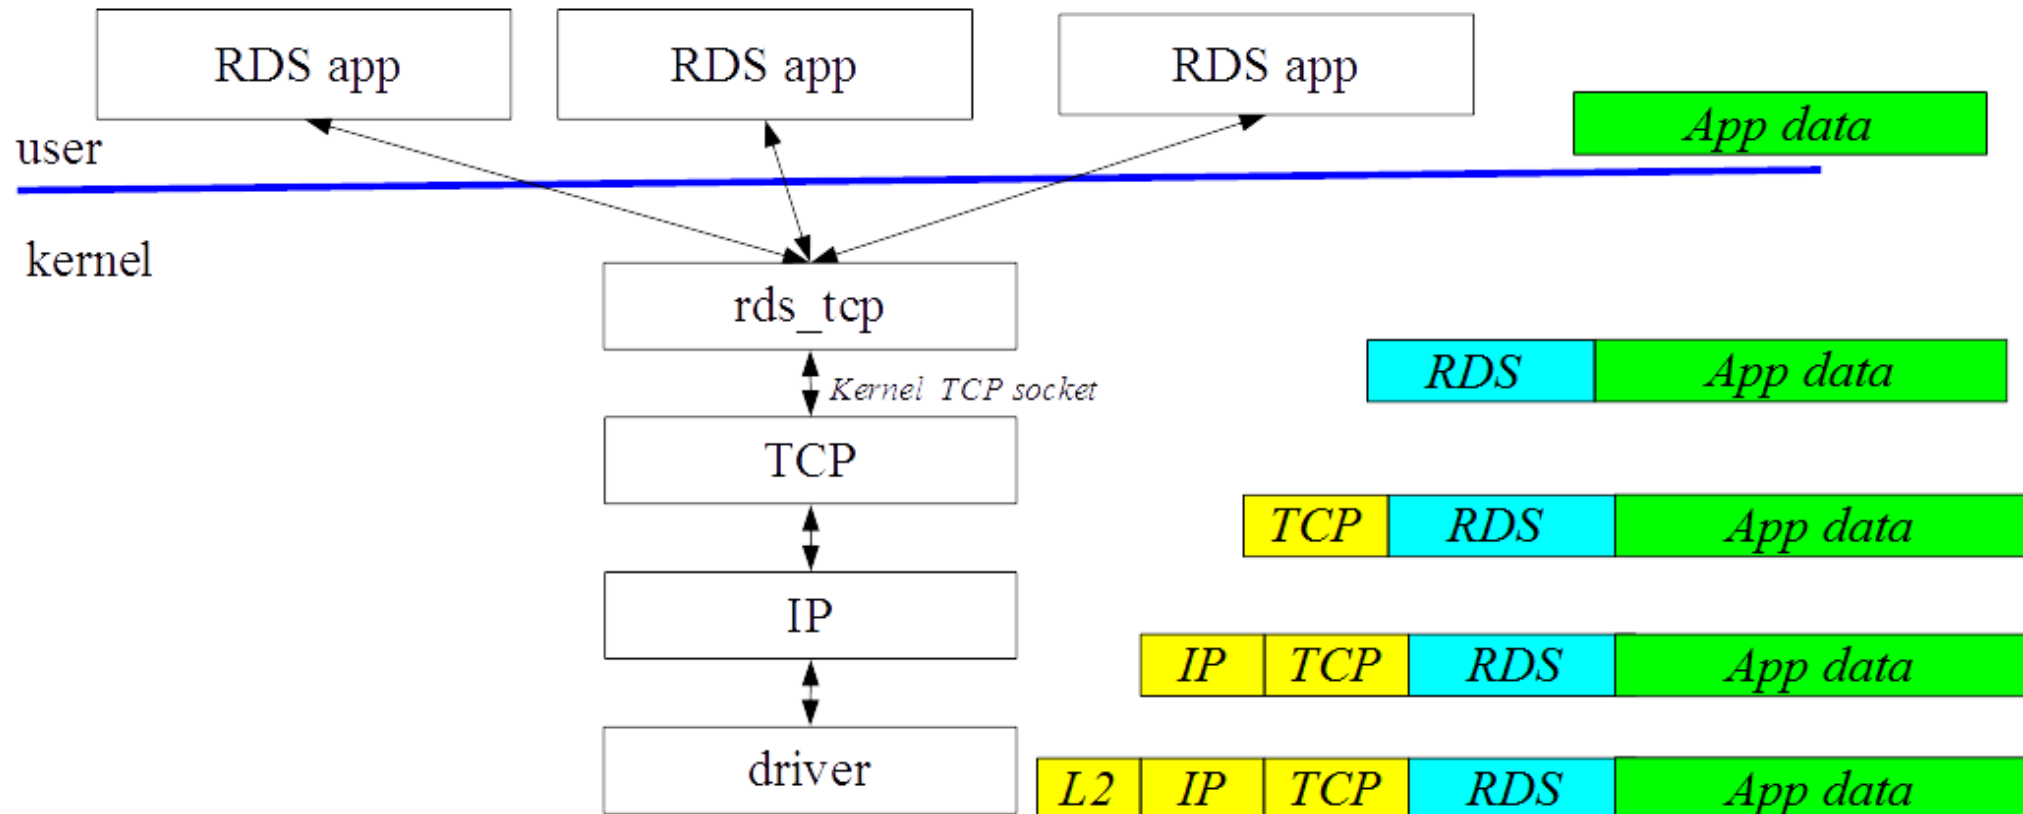 RDS app RDS app RDS app
App data
user
kernel
rds_tcp
Kernel TCP socket
RDS App data
TCP
TCP RDS App data
IP
IP TCP RDS App data
driver
L2 IP TCP RDS App data